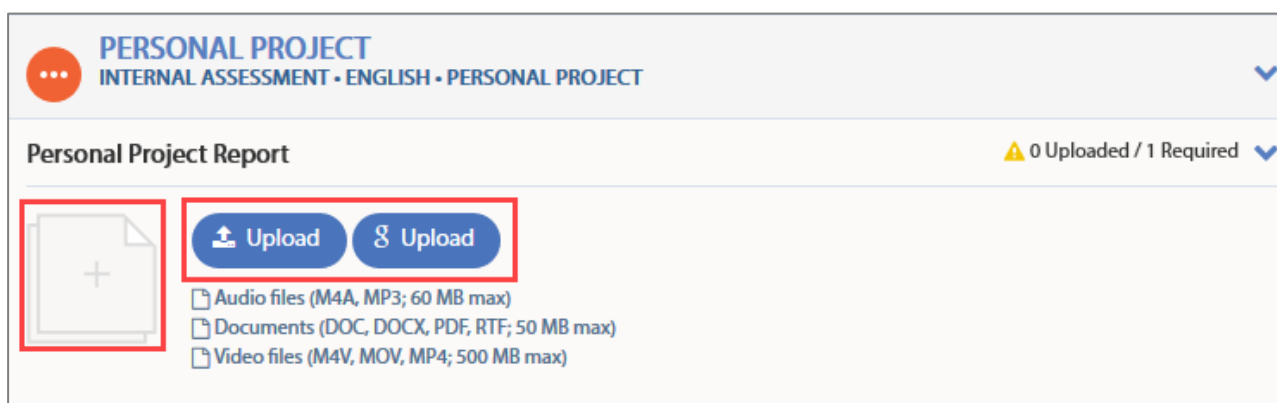 PERSONAL PROJECT
INTERNAL ASSESSMENT • ENGLISH • PERSONAL PROJECT
Personal Project Report
0 Uploaded / 1 Required
Upload
g Upload
Audio files (M4A, MP3; 60 MB max)
Documents (DOC, DOCX, PDF, RTF; 50 MB max)
Video files (M4V, MOV, MP4; 500 MB max)